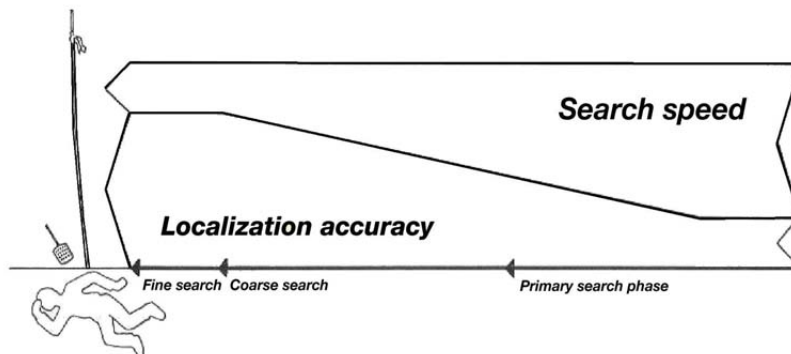 Search speed
Localization accuracy
Fine search
Coarse search
Primary search phase